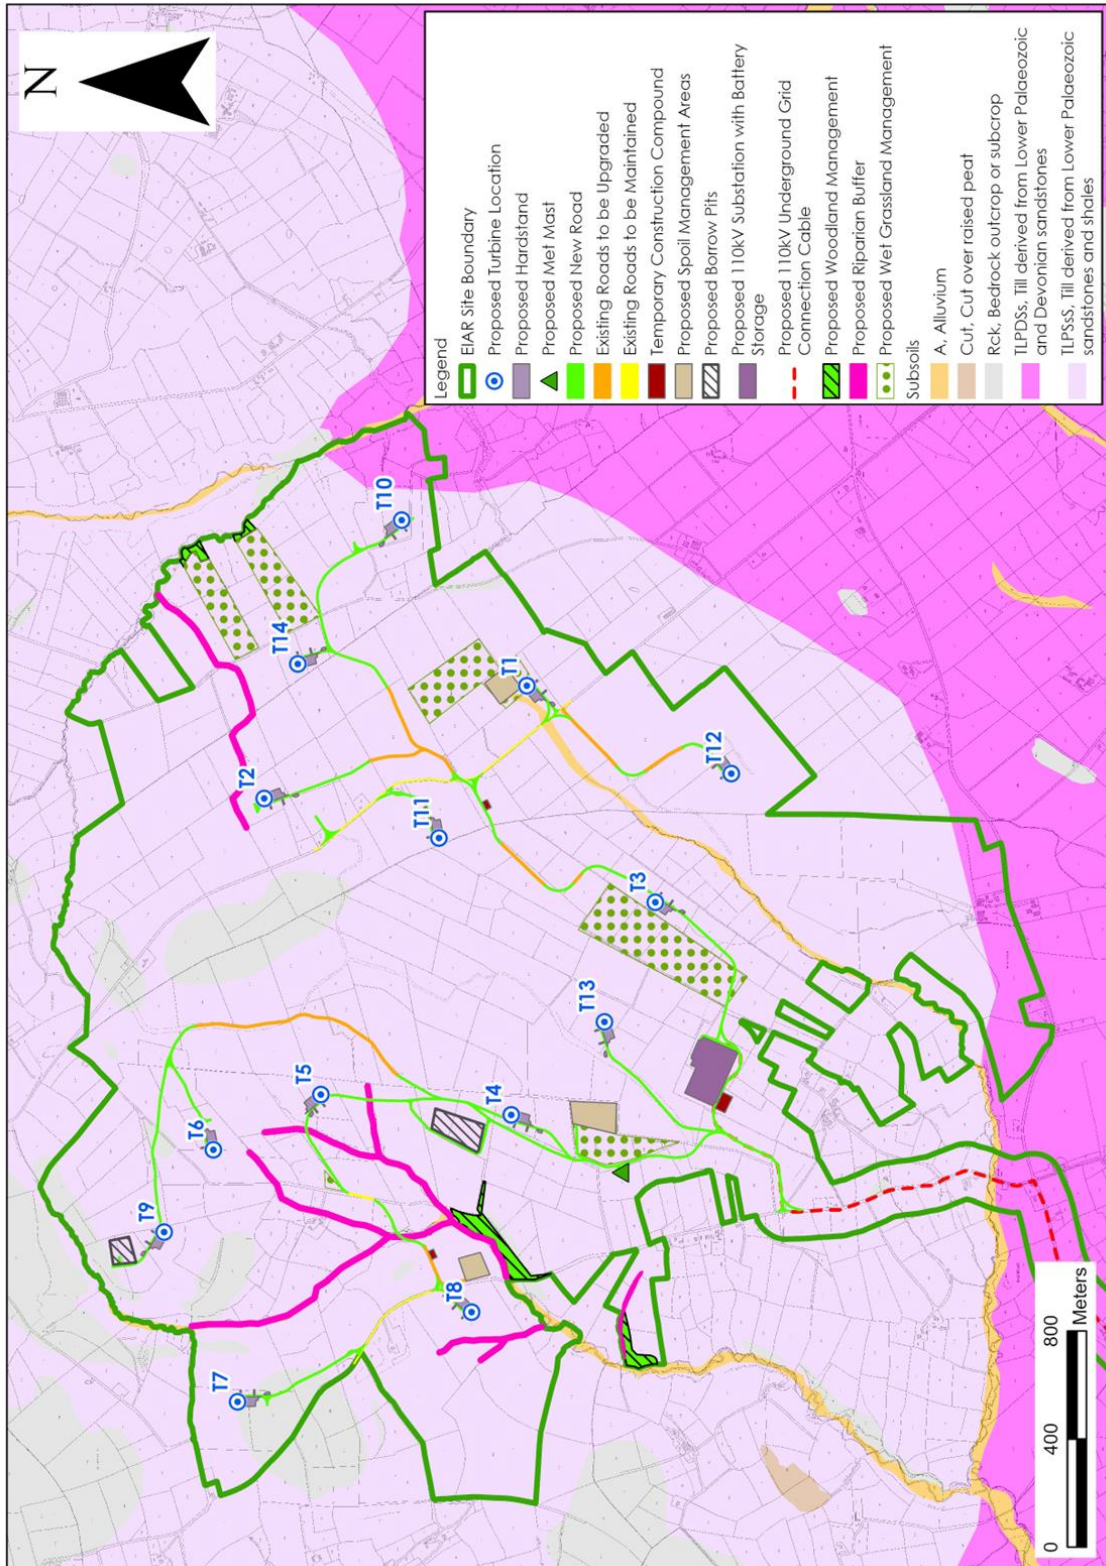 N
Legend
EIAR Site Boundary
Proposed Turbine Location
Proposed Hardstand
Proposed Met Mast
Proposed New Road
Existing Roads to be Upgraded
Existing Roads to be Maintained
Temporary Construction Compound
Proposed Spoil Management Areas
Proposed Borrow Pits
Proposed 110kV Substation with Battery
Storage
Proposed 110kV Underground Grid
Connection Cable
Proposed Woodland Management
Proposed Riparian Buffer
Proposed Wet Grassland Management
Subsoils
A, Alluvium
Cut, Cut over raised peat
Rck, Bedrock outcrop or subcrop
TLPDSs, Till derived from Lower Palaeozoic
and Devonian sandstones
TLPSsS, Till derived from Lower Palaeozoic
sandstones and shales
T7
T9
T6
T8
T5
T4
T13
T3
T2
T11
T14
T1
T12
T10
0 400 800
Meters